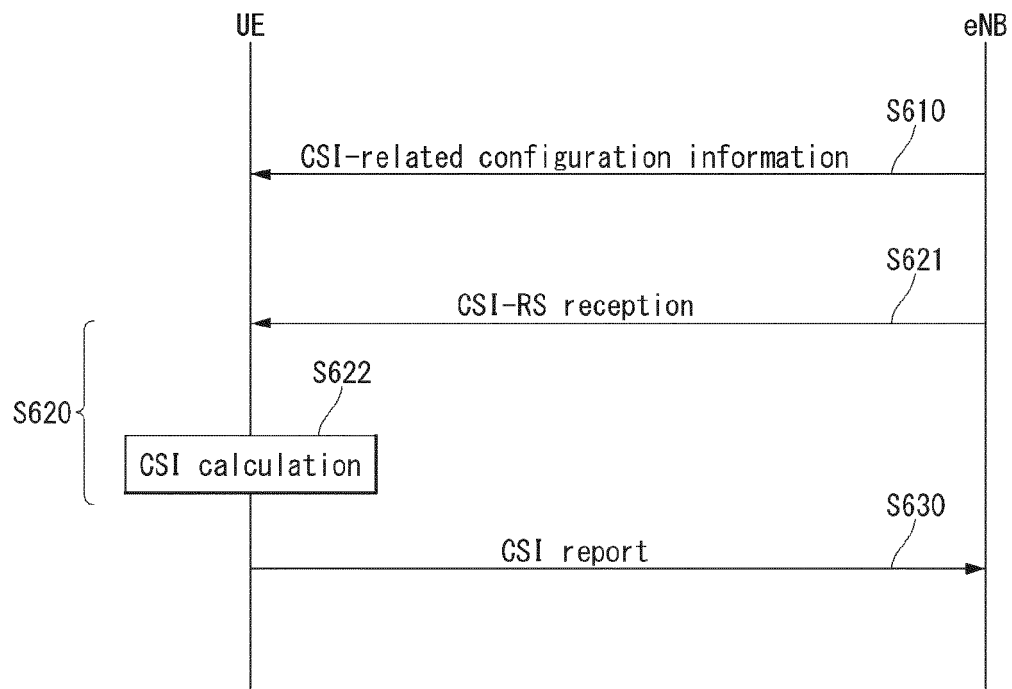 UE
eNB
S610
CSI-related configuration information
S621
CSI-RS reception
S622
S620
CSI calculation
S630
CSI report